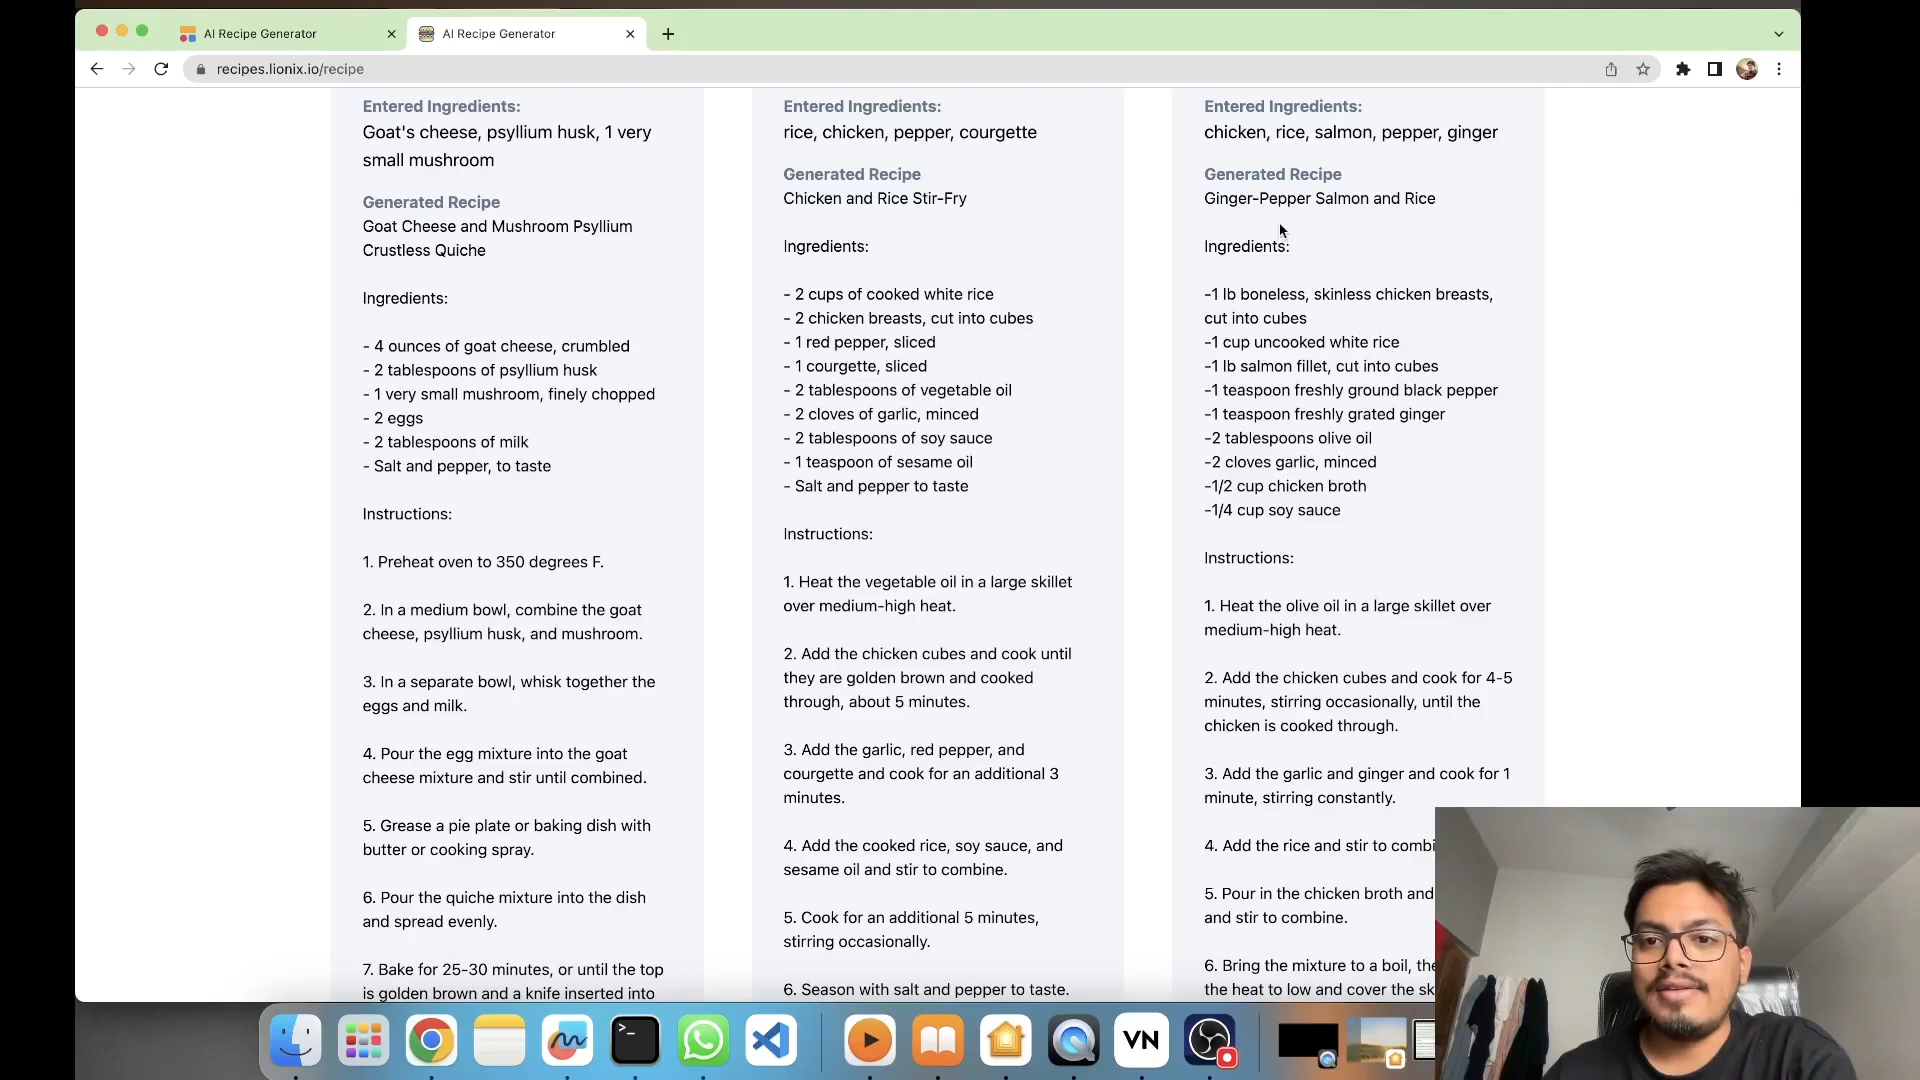 AI Recipe Generator
AI Recipe Generator
recipes.lionix.io/recipe
Entered Ingredients:
Goat's cheese, psyllium husk, 1 very
small mushroom
Generated Recipe
Goat Cheese and Mushroom Psyllium
Crustless Quiche
Ingredients:
- 4 ounces of goat cheese, crumbled
- 2 tablespoons of psyllium husk
- 1 very small mushroom, finely chopped
- 2 eggs
- 2 tablespoons of milk
- Salt and pepper, to taste
Instructions:
1. Preheat oven to 350 degrees F.
2. In a medium bowl, combine the goat
cheese, psyllium husk, and mushroom.
3. In a separate bowl, whisk together the
eggs and milk.
4. Pour the egg mixture into the goat
cheese mixture and stir until combined.
5. Grease a pie plate or baking dish with
butter or cooking spray.
6. Pour the quiche mixture into the dish
and spread evenly.
7. Bake for 25-30 minutes, or until the top
is golden brown and a knife inserted into
Entered Ingredients:
rice, chicken, pepper, courgette
Generated Recipe
Chicken and Rice Stir-Fry
Ingredients:
- 2 cups of cooked white rice
- 2 chicken breasts, cut into cubes
- 1 red pepper, sliced
- 1 courgette, sliced
- 2 tablespoons of vegetable oil
- 2 cloves of garlic, minced
- 2 tablespoons of soy sauce
- 1 teaspoon of sesame oil
- Salt and pepper to taste
Instructions:
1. Heat the vegetable oil in a large skillet
over medium-high heat.
2. Add the chicken cubes and cook until
they are golden brown and cooked
through, about 5 minutes.
3. Add the garlic, red pepper, and
courgette and cook for an additional 3
minutes.
4. Add the cooked rice, soy sauce, and
sesame oil and stir to combine.
5. Cook for an additional 5 minutes,
stirring occasionally.
6. Season with salt and pepper to taste.
Entered Ingredients:
chicken, rice, salmon, pepper, ginger
Generated Recipe
Ginger-Pepper Salmon and Rice
Ingredients:
-1 lb boneless, skinless chicken breasts,
cut into cubes
-1 cup uncooked white rice
-1 lb salmon fillet, cut into cubes
-1 teaspoon freshly ground black pepper
-1 teaspoon freshly grated ginger
-2 tablespoons olive oil
-2 cloves garlic, minced
-1/2 cup chicken broth
-1/4 cup soy sauce
Instructions:
1. Heat the olive oil in a large skillet over
medium-high heat.
2. Add the chicken cubes and cook for 4-5
minutes, stirring occasionally, until the
chicken is cooked through.
3. Add the garlic and ginger and cook for 1
minute, stirring constantly.
4. Add the rice and stir to combi
5. Pour in the chicken broth and
and stir to combine.
6. Bring the mixture to a boil, the
the heat to low and cover the sk
VN